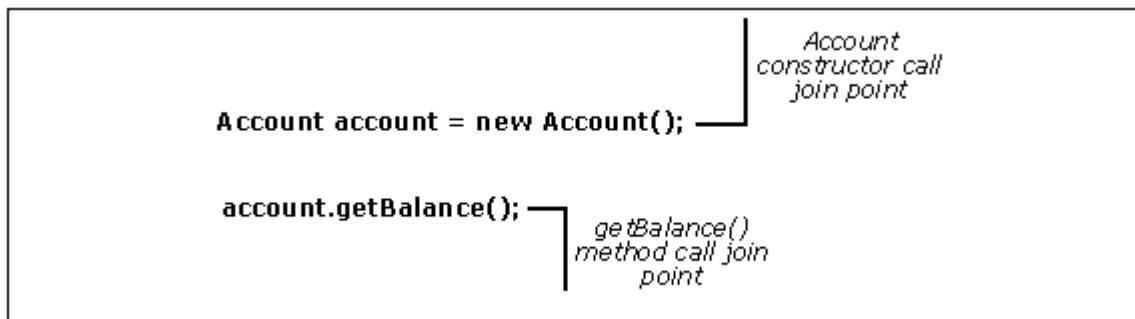 Account
constructor call
join point
Account account = new Account();
account.getBalance();
getBalance()
method call join
point